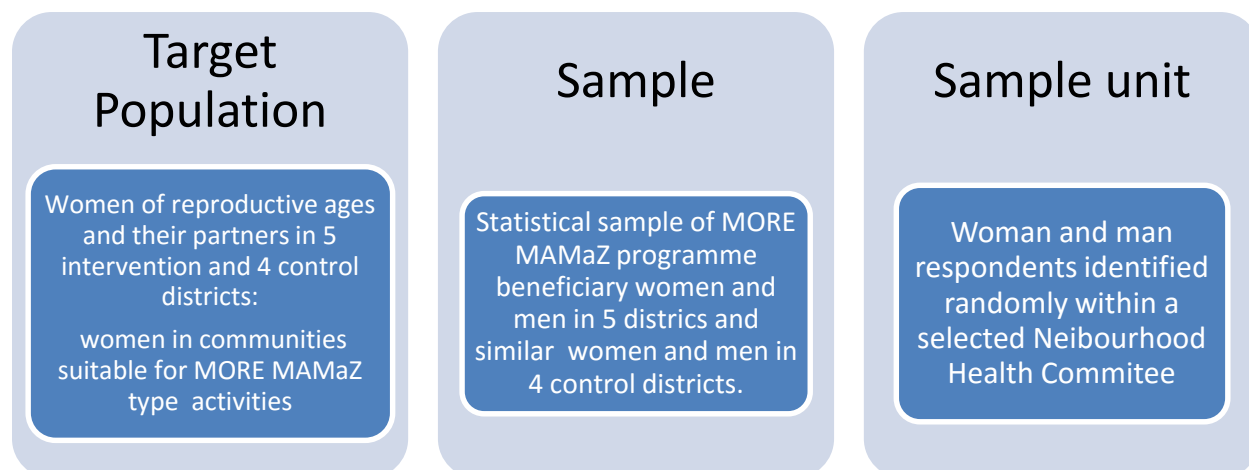 Target
Population
Women of reproductive ages
and their partners in 5
intervention and 4 control
districts:
women in communities
suitable for MORE MAMaZ
type activities
Sample
Statistical sample of MORE
MAMaZ programme
beneficiary women and
men in 5 districs and
similar women and men in
4 control districts.
Sample unit
Woman and man
respondents identified
randomly within a
selected Neibourhood
Health Commitee